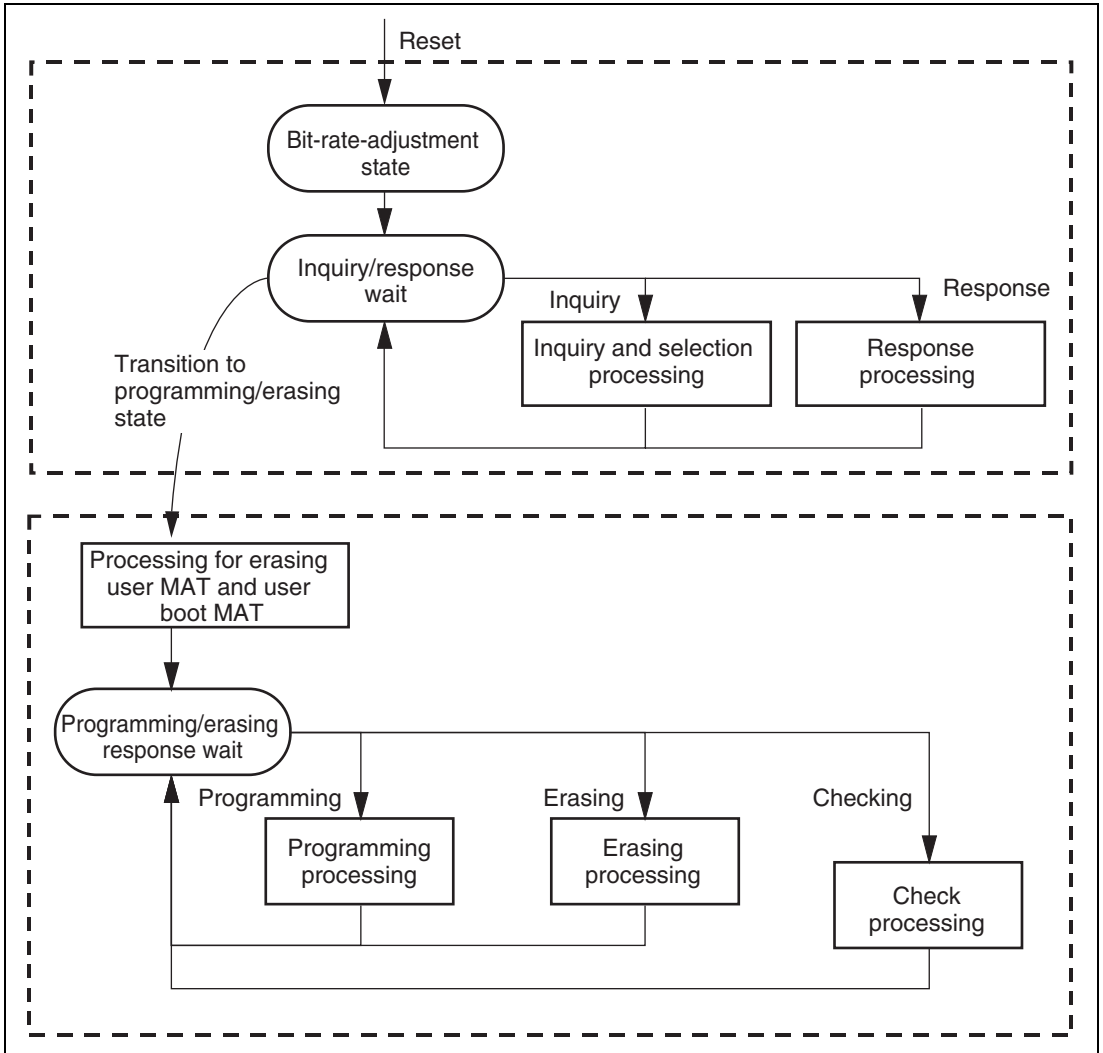 Reset
Bit-rate-adjustment
state
Inquiry/response
wait
Inquiry
Response
Inquiry and selection
processing
Response
processing
Transition to
programming/erasing
state
Processing for erasing
user MAT and user
boot MAT
Programming/erasing
response wait
Programming
Erasing
Checking
Programming
processing
Erasing
processing
Check
processing